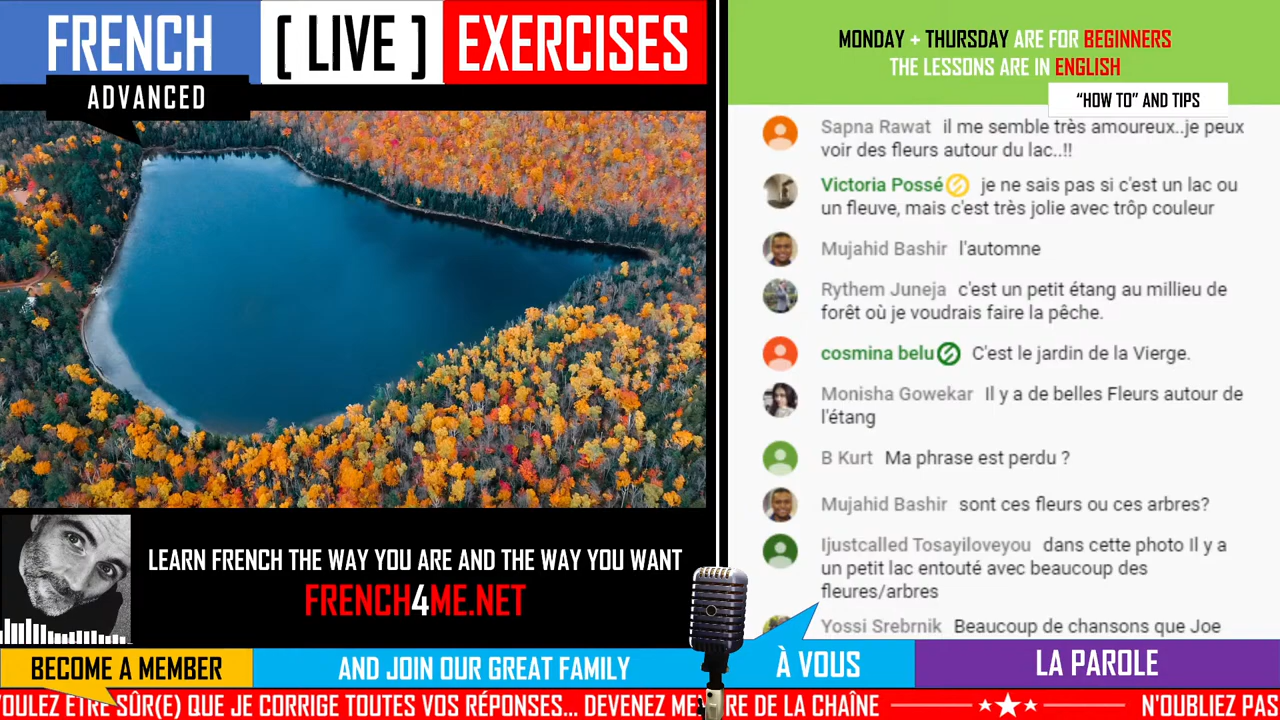 FRENCH
[ LIVE ]
EXERCISES
ADVANCED
LEARN FRENCH THE WAY YOU ARE AND THE WAY YOU WANT
FRENCH4ME.NET
MONDAY + THURSDAY ARE FOR BEGINNERS
THE LESSONS ARE IN ENGLISH
“HOW TO” AND TIPS
Sapna Rawat il me semble très amoureux..je peux
voir des fleurs autour du lac..!!
Victoria Possé je ne sais pas si c'est un lac ou
un fleuve, mais c'est très jolie avec trôp couleur
Mujahid Bashir l'automne
Rythem Juneja c'est un petit étang au millieu de
forêt où je voudrais faire la pêche.
cosmina belu C'est le jardin de la Vierge.
Monisha Gowekar Il y a de belles Fleurs autour de
l'étang
B Kurt Ma phrase est perdu ?
Mujahid Bashir sont ces fleurs ou ces arbres?
Ijustcalled Tosayiloveyou dans cette photo Il y a
un petit lac entouté avec beaucoup des
fleures/arbres
Yossi Srebrnik Beaucoup de chansons que Joe
BECOME A MEMBER
AND JOIN OUR GREAT FAMILY
À VOUS
LA PAROLE
OULEZ ÊTRE SÛR(E) QUE JE CORRIGE TOUTES VOS RÉPONSES... DEVENEZ ME RE DE LA CHAÎNE N'OUBLIEZ PAS